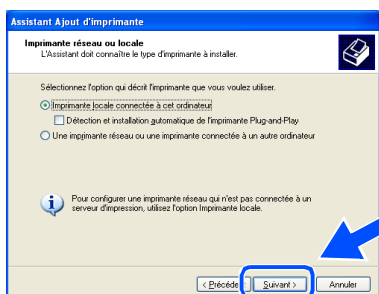 Assistant Ajout d'imprimante
Imprimante réseau ou locale
L'Assistant doit connaître le type d'imprimante à installer.
Sélectionnez l'option qui décrit l'imprimante que vous voulez utiliser.
Imprimante locale connectée à cet ordinateur
Détection et installation automatique de l'imprimante Plug-and-Play
Une imprimante réseau ou une imprimante connectée à un autre ordinateur
Pour configurer une imprimante réseau qui n'est pas connectée à un
serveur d'impression, utilisez l'option Imprimante locale.
< Précéde Suivant > Annuler